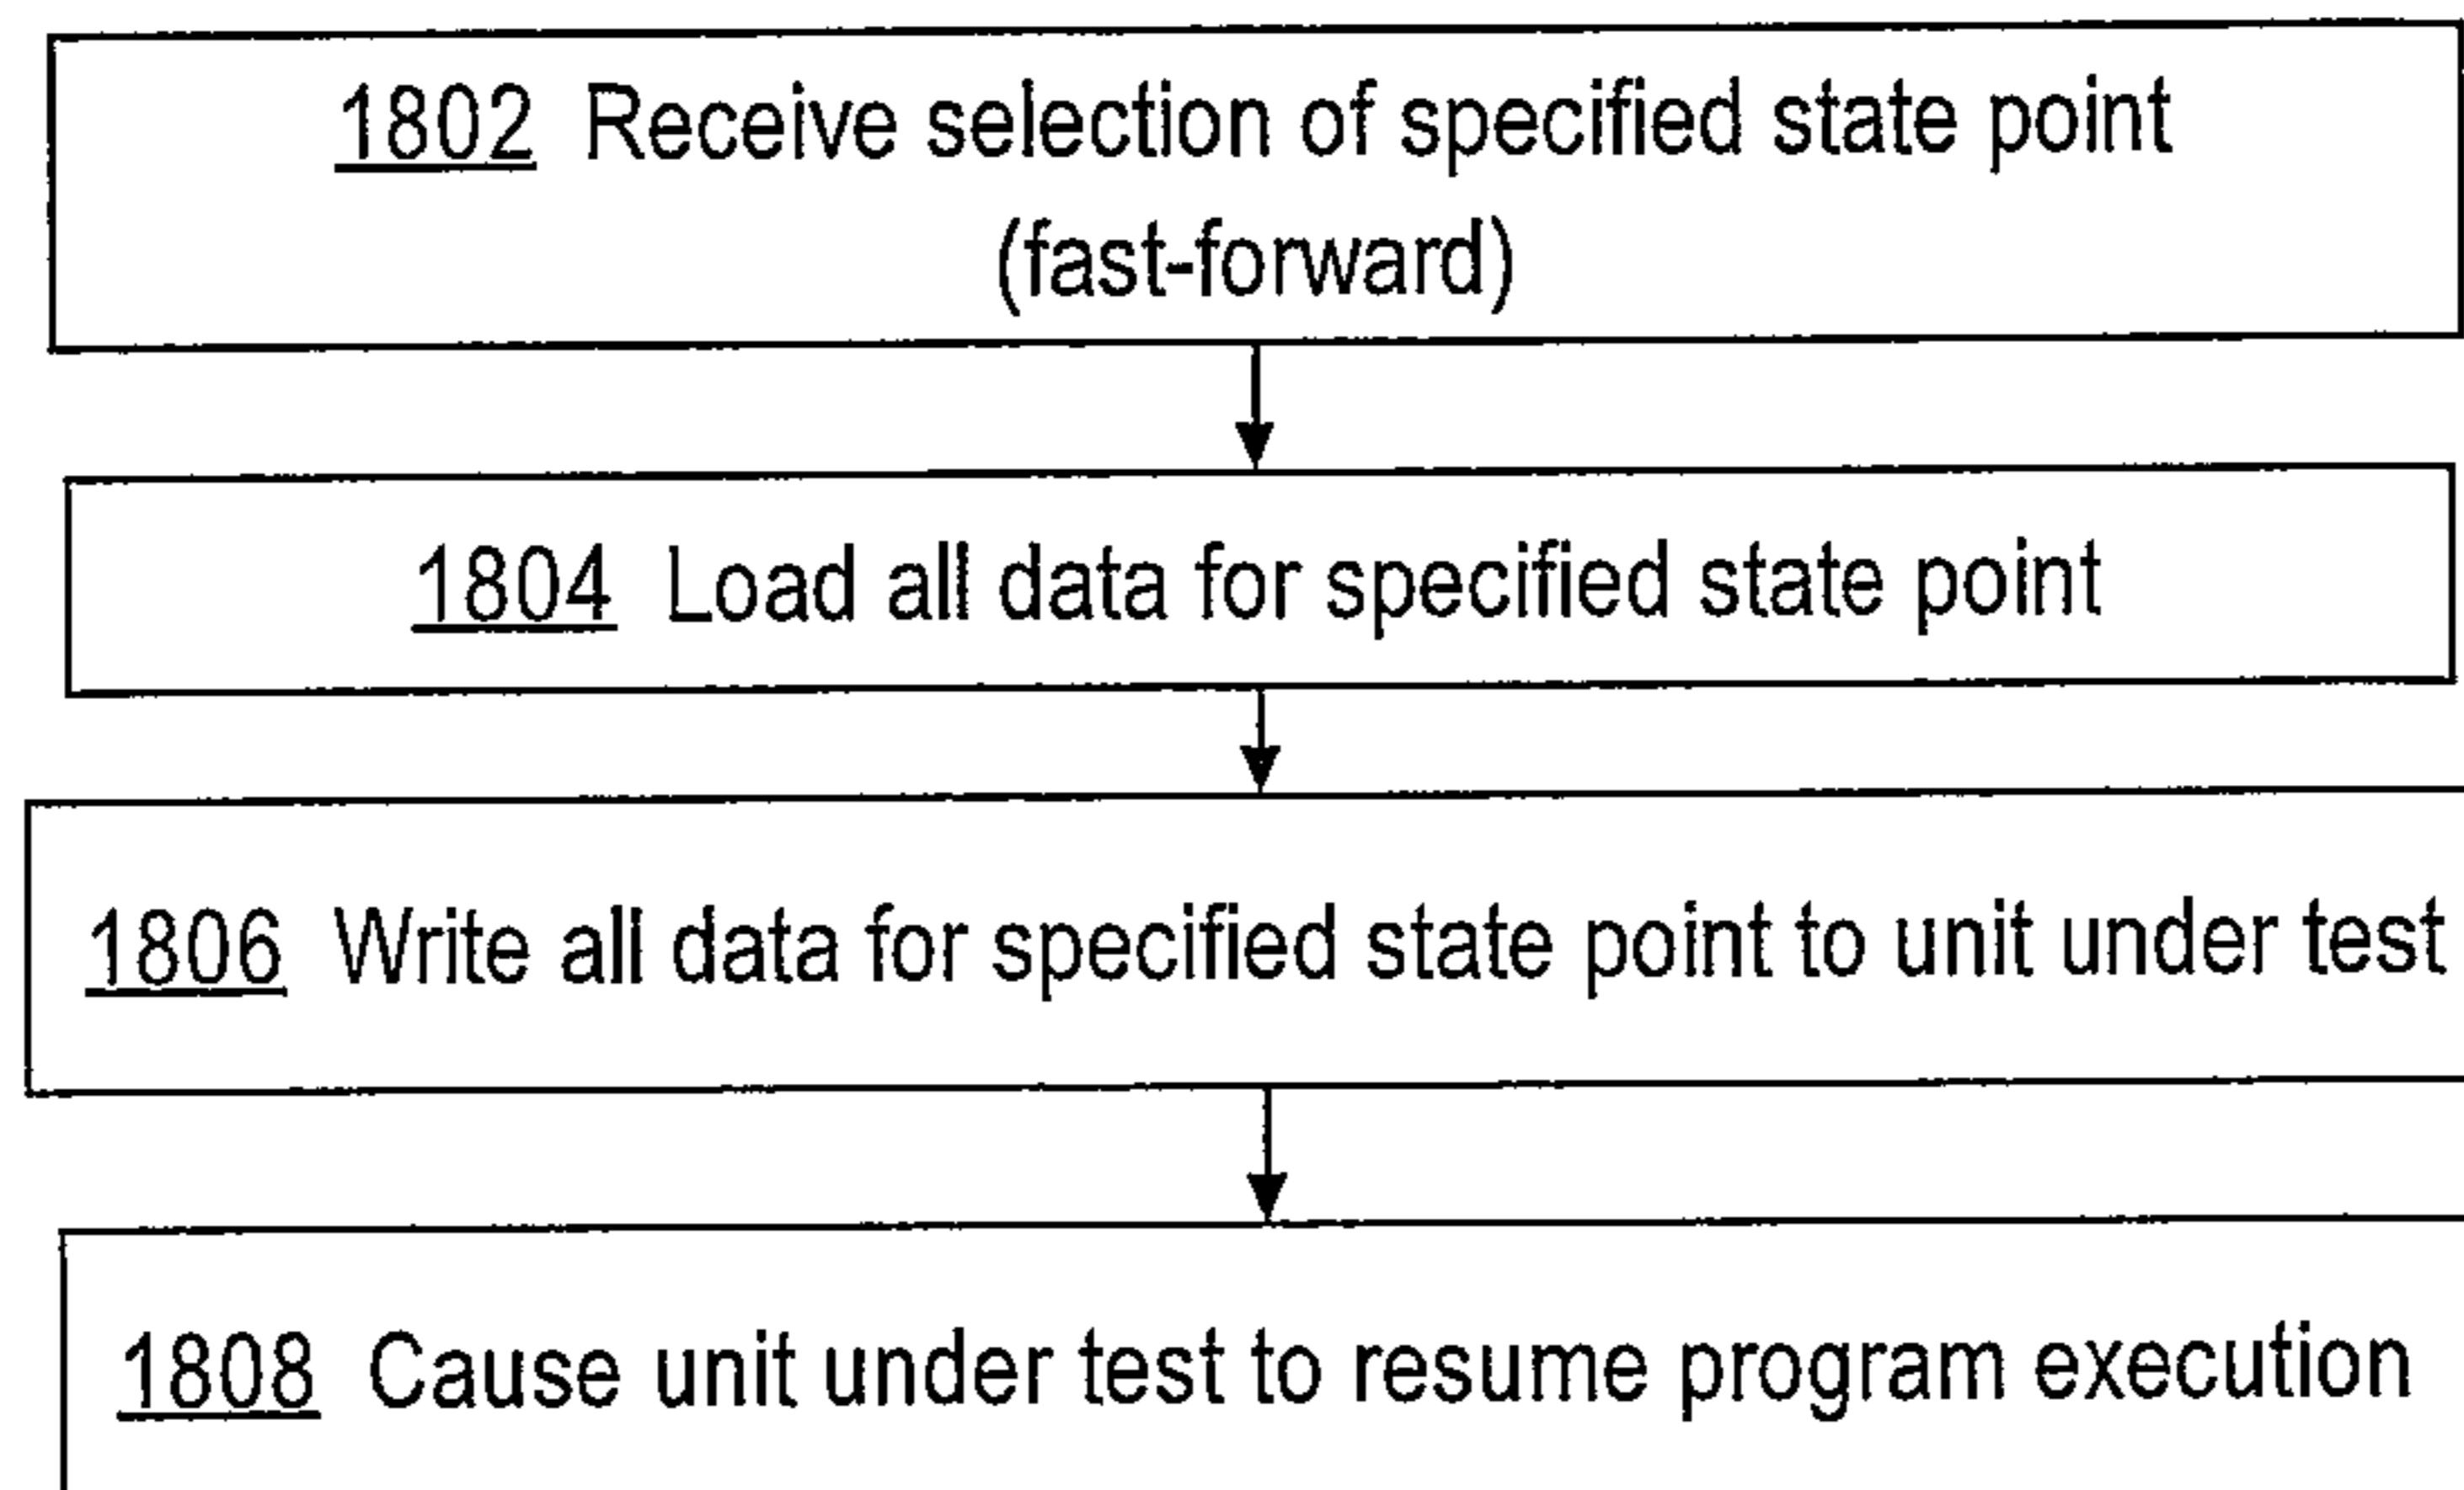 1802 Receive selection of specified state point
(fast-forward)
1804 Load all data for specified state point
1806 Write all data for specified state point to unit under test
1808 Cause unit under test to resume program execution